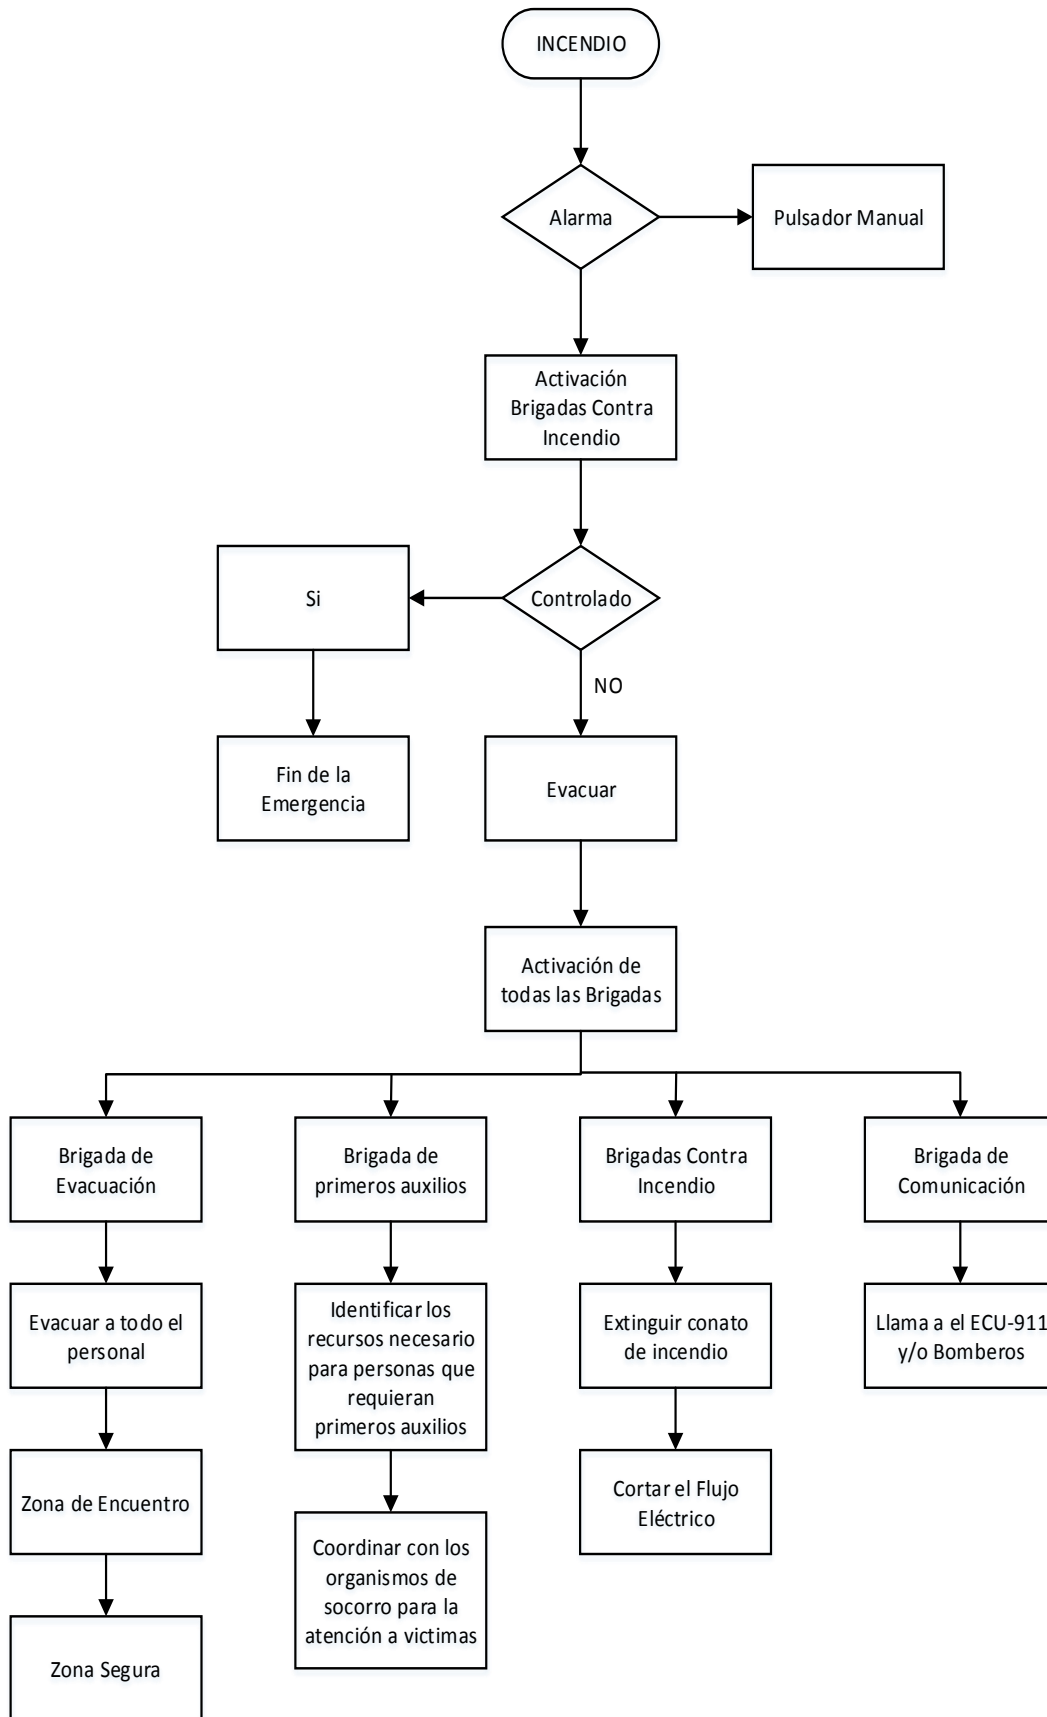 INCENDIO
Alarma
Pulsador Manual
Activación
Brigadas Contra
Incendio
Si
Controlado
NO
Fin de la
Emergencia
Evacuar
Activación de
todas las Brigadas
Brigada de
Evacuación
Brigada de
primeros auxilios
Brigadas Contra
Incendio
Brigada de
Comunicación
Evacuar a todo el
personal
Identificar los
recursos necesario
para personas que
requieran
primeros auxilios
Extinguir conato
de incendio
Llama a el ECU-911
y/o Bomberos
Zona de Encuentro
Coordinar con los
organismos de
socorro para la
atención a victimas
Cortar el Flujo
Eléctrico
Zona Segura